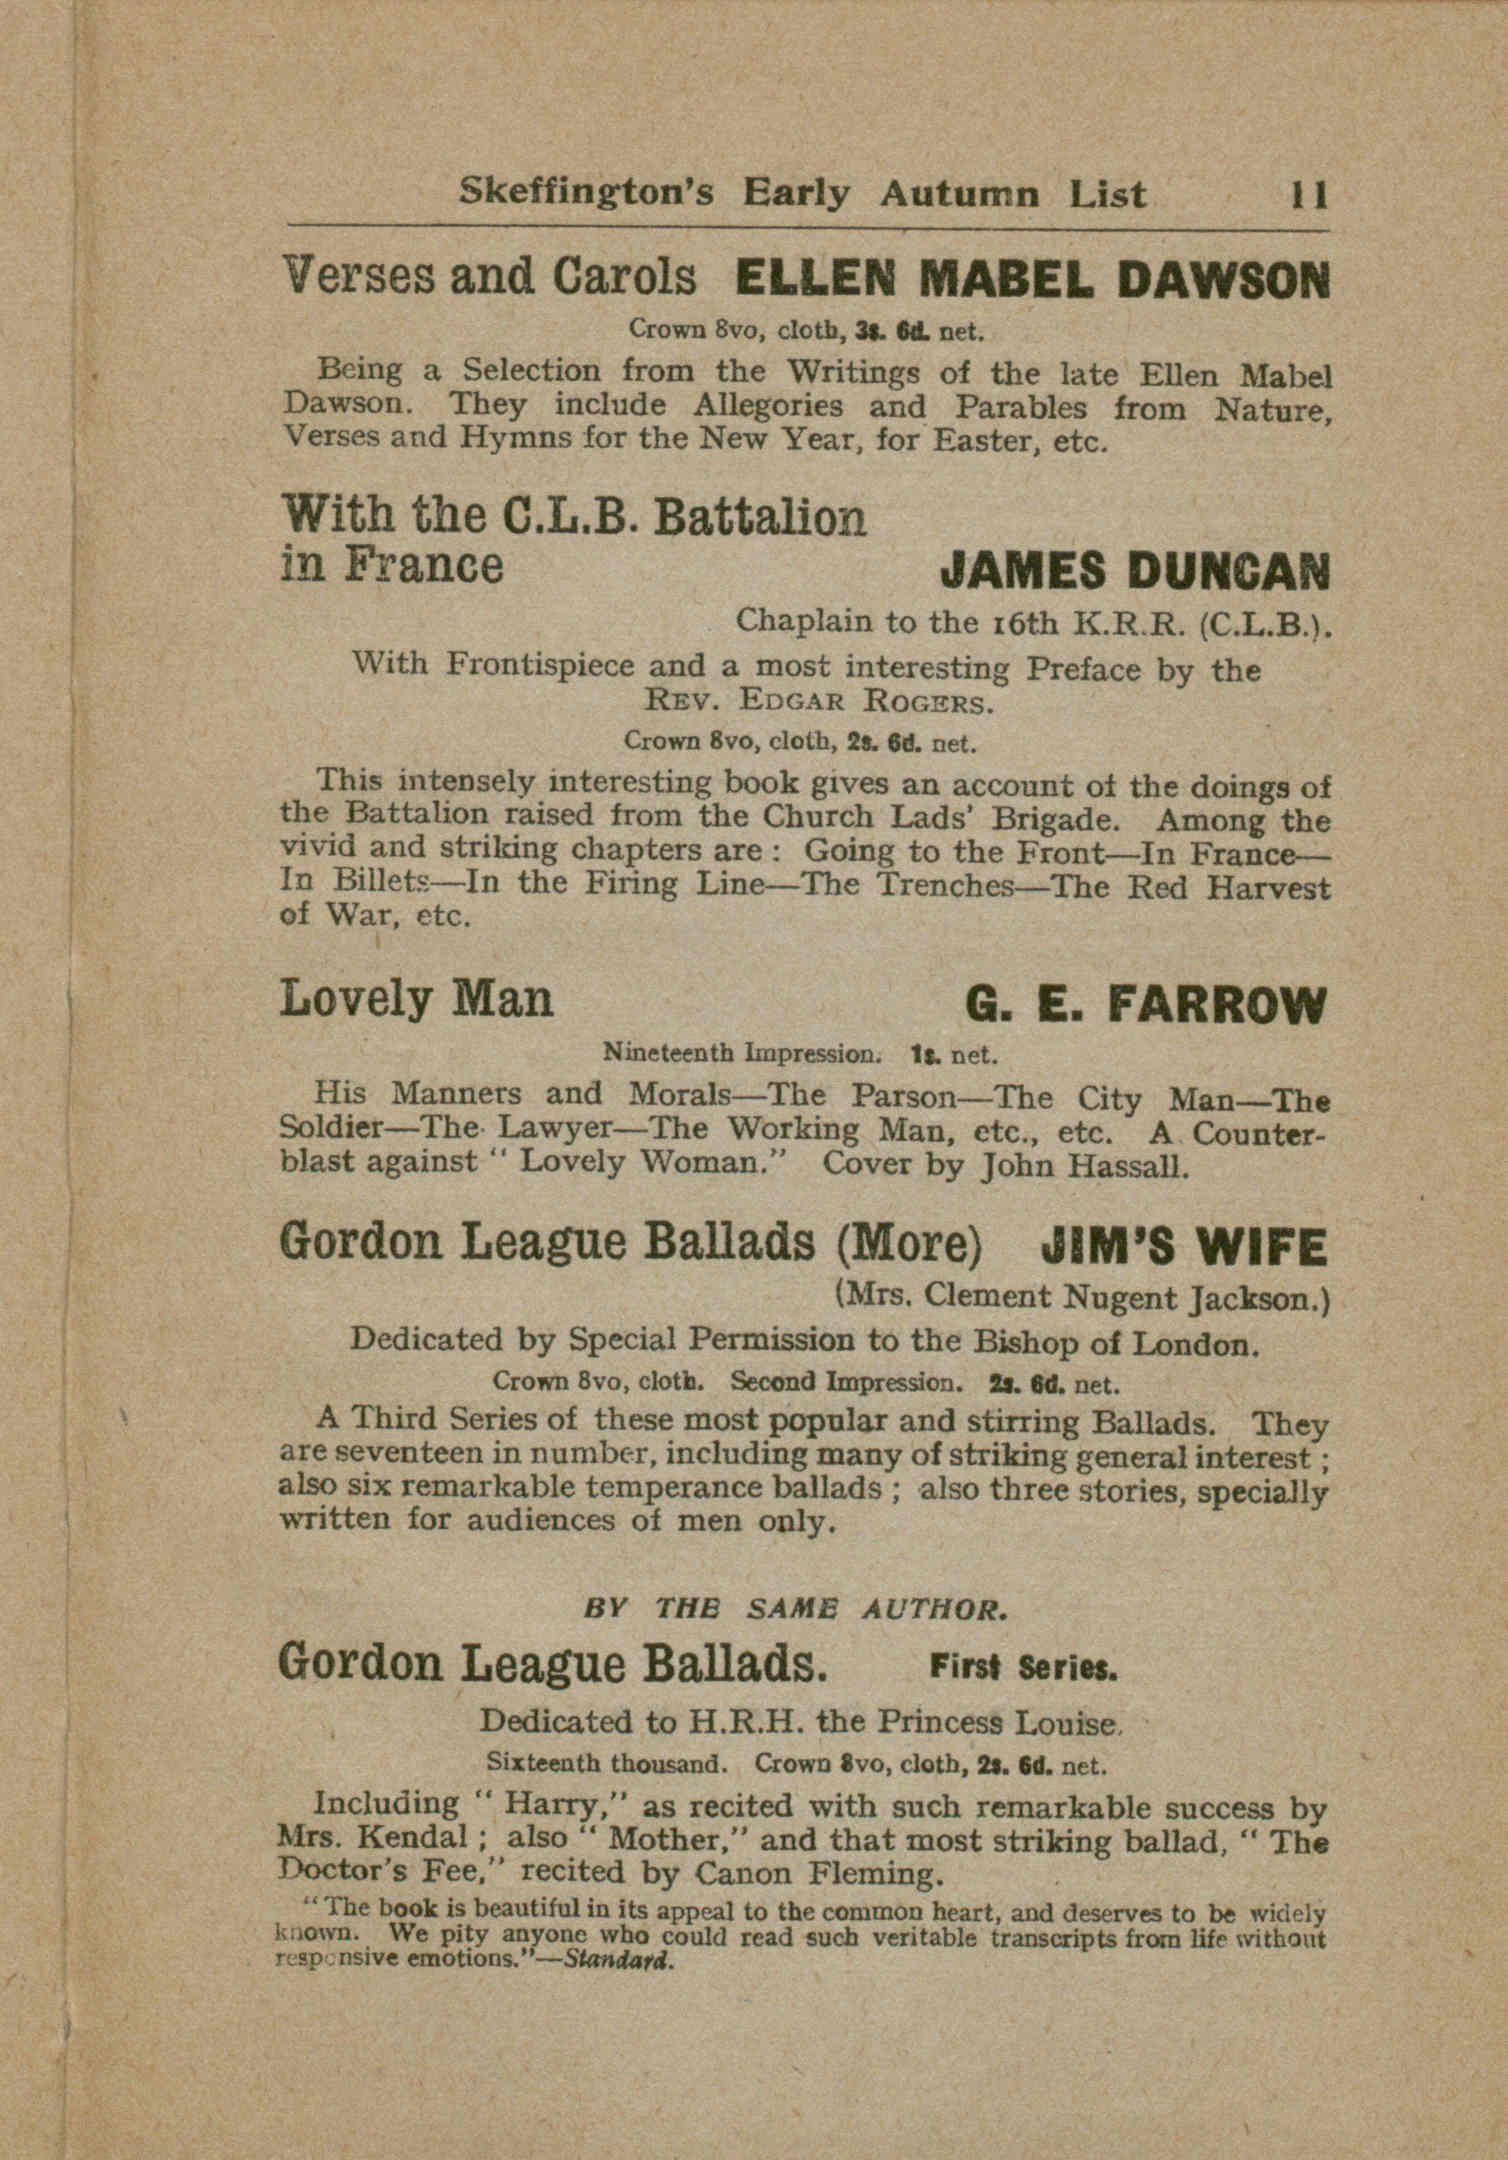 Skeffington's Early Autumn List 11
Verses and Carols ELLEN MABEL DAWSON
Crown 8vo, cloth, 3s. 6d. net.
Being a Selection from the Writings of the late Ellen Mabel
Dawson. They include Allegories and Parables from Nature,
Verses and Hymns for the New Year, for Easter, etc.
With the C.L.B. Battalion
in France JAMES DUNCAN
Chaplain to the 16th K.R.R. (C.L.B.).
With Frontispiece and a most interesting Preface by the
REV. EDGAR ROGERS.
Crown 8vo, cloth, 2s. 6d. net.
This intensely interesting book gives an account of the doings of
the Battalion raised from the Church Lads' Brigade. Among the
vivid and striking chapters are : Going to the Front—In France—
In Billets—In the Firing Line—The Trenches—The Red Harvest
of War, etc.
Lovely Man G. E. FARROW
Nineteenth Impression. 1s. net.
His Manners and Morals—The Parson—The City Man—The
Soldier—The Lawyer—The Working Man, etc., etc. A Counter-
blast against " Lovely Woman." Cover by John Hassall.
Gordon League Ballads (More) JIM'S WIFE
(Mrs. Clement Nugent Jackson.)
Dedicated by Special Permission to the Bishop of London.
Crown 8vo, cloth. Second Impression. 2s. 6d. net.
A Third Series of these most popular and stirring Ballads. They
are seventeen in number, including many of striking general interest ;
also six remarkable temperance ballads ; also three stories, specially
written for audiences of men only.
BY THE SAME AUTHOR.
Gordon League Ballads. First Series.
Dedicated to H.R.H. the Princess Louise.
Sixteenth thousand. Crown 8vo, cloth, 2s. 6d. net.
Including " Harry," as recited with such remarkable success by
Mrs. Kendal ; also " Mother," and that most striking ballad, " The
Doctor's Fee," recited by Canon Fleming.
" The book is beautiful in its appeal to the common heart, and deserves to be widely
known. We pity anyone who could read such veritable transcripts from life without
responsive emotions."—Standard.